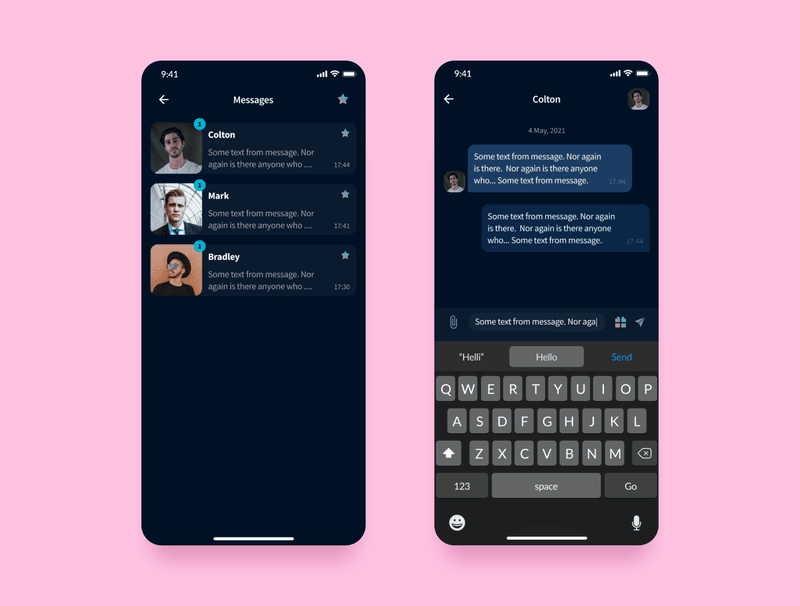 9:41
Messages
1
Colton
Some text from message. Nor
again is there anyone who ....
17:44
1
Mark
Some text from message. Nor
again is there anyone who ....
17:41
1
Bradley
Some text from message. Nor
again is there anyone who ....
17:30
9:41
Colton
4 May, 2021
Some text from message. Nor again
is there.  Nor again is there anyone
who... Some text from message.
17:44
Some text from message. Nor again
is there.  Nor again is there anyone
who... Some text from message.
17:44
Some text from message. Nor aga
"Helli" Hello Send
Q W E R T Y U I O P
A S D F G H J K L
Z X C V B N M
123 space Go